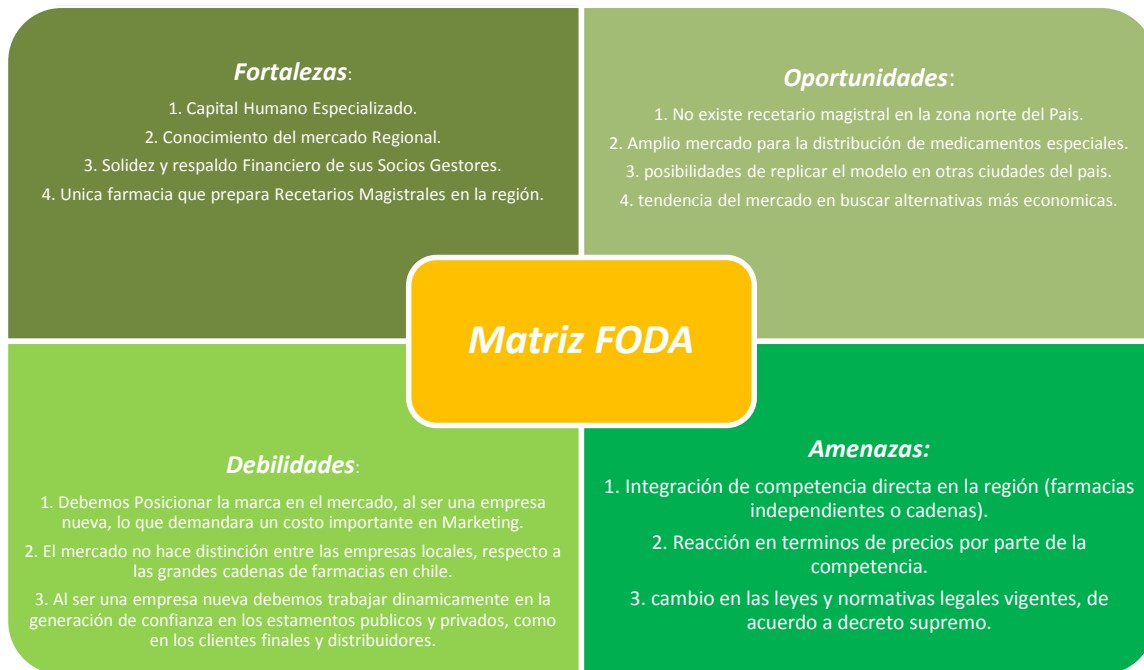 Fortalezas:
1. Capital Humano Especializado.
2. Conocimiento del mercado Regional.
3. Solidez y respaldo Financiero de sus Socios Gestores.
4. Unica farmacia que prepara Recetarios Magistrales en la región.
Oportunidades:
1. No existe recetario magistral en la zona norte del Pais.
2. Amplio mercado para la distribución de medicamentos especiales.
3. posibilidades de replicar el modelo en otras ciudades del pais.
4. tendencia del mercado en buscar alternativas más economicas.
Matriz FODA
Debilidades:
1. Debemos Posicionar la marca en el mercado, al ser una empresa
nueva, lo que demandara un costo importante en Marketing.
2. El mercado no hace distinción entre las empresas locales, respecto a
las grandes cadenas de farmacias en chile.
3. Al ser una empresa nueva debemos trabajar dinamicamente en la
generación de confianza en los estamentos publicos y privados, como
en los clientes finales y distribuidores.
Amenazas:
1. Integración de competencia directa en la región (farmacias
independientes o cadenas).
2. Reacción en terminos de precios por parte de la
competencia.
3. cambio en las leyes y normativas legales vigentes, de
acuerdo a decreto supremo.